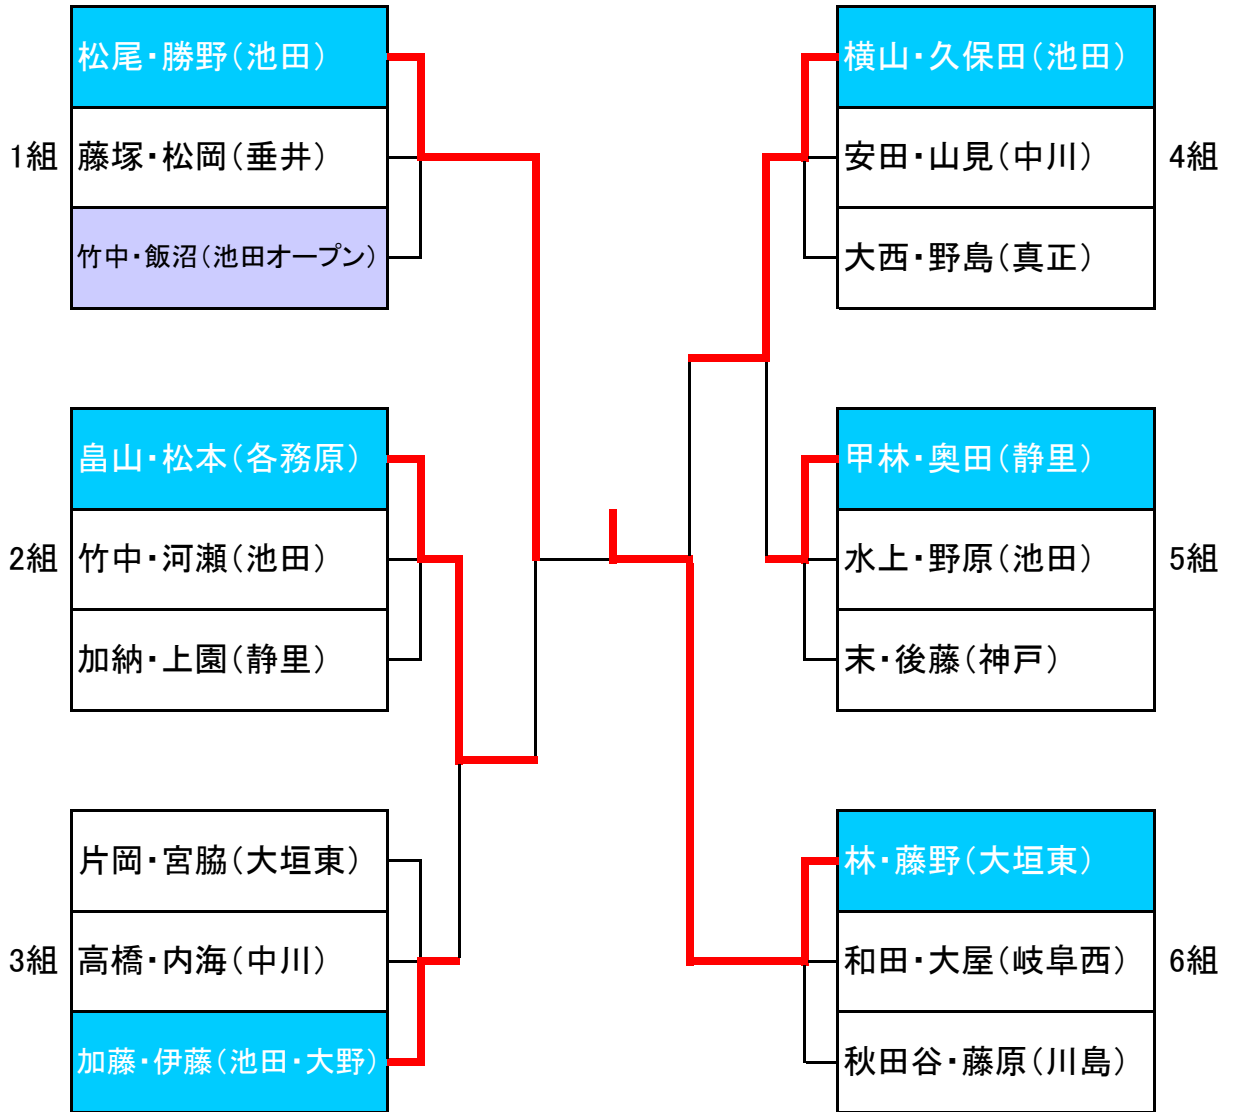 松尾・勝野（池田）
1組
藤塚・松岡（垂井）
竹中・飯沼（池田オープン）
畠山・松本（各務原）
2組
竹中・河瀬（池田）
加納・上園（静里）
片岡・宮脇（大垣東）
3組
高橋・内海（中川）
加藤・伊藤（池田・大野）
横山・久保田（池田）
安田・山見（中川）
4組
大西・野島（真正）
甲林・奥田（静里）
水上・野原（池田）
5組
末・後藤（神戸）
林・藤野（大垣東）
和田・大屋（岐阜西）
6組
秋田谷・藤原（川島）